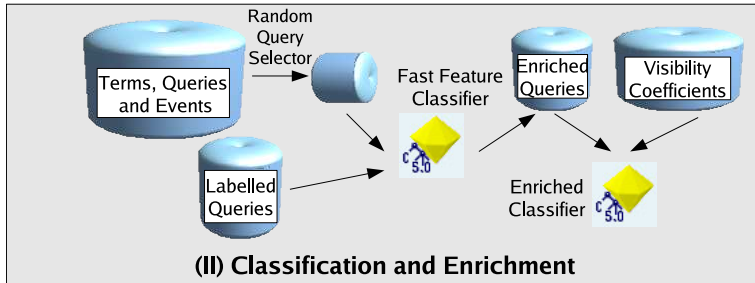 Random
Query
Selector
Terms, Queries
and Events
Fast Feature
Classifier
Enriched
Queries
Visibility
Coefficients
C
5.0
Labelled
Queries
Enriched
Classifier
C
5.0
(II) Classification and Enrichment